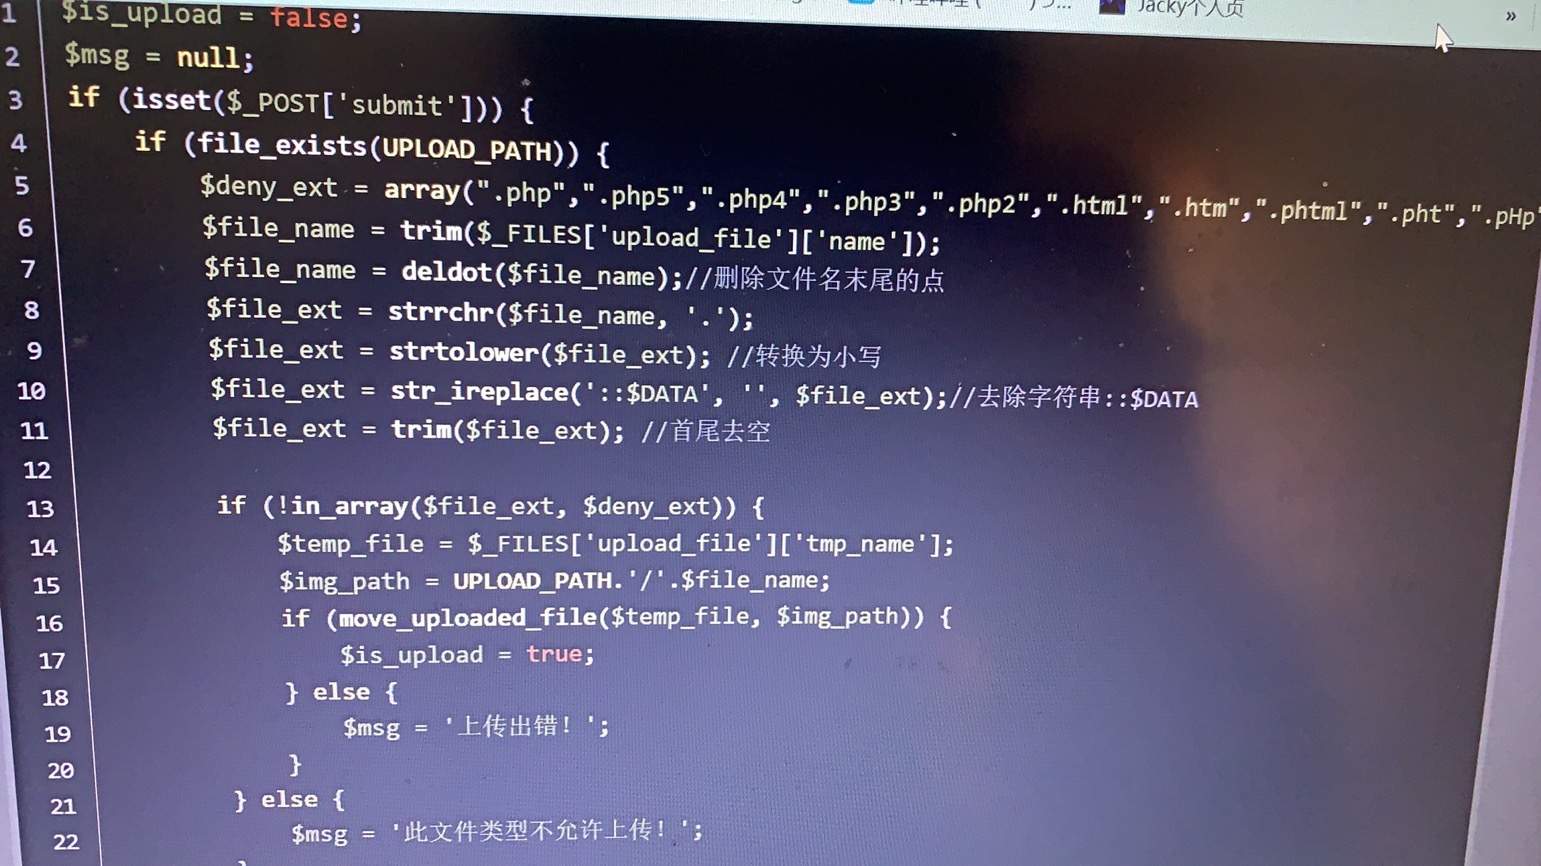 Jacky个人页
»
1 $is_upload = false;
2 $msg = null;
3 if (isset($_POST['submit'])) {
4 if (file_exists(UPLOAD_PATH)) {
5 $deny_ext = array(".php",".php5",".php4",".php3",".php2",".html",".htm",".phtml",".pht",".pHp"
6 $file_name = trim($_FILES['upload_file']['name']);
7 $file_name = deldot($file_name);//删除文件名末尾的点
8 $file_ext = strrchr($file_name, '.');
9 $file_ext = strtolower($file_ext); //转换为小写
10 $file_ext = str_ireplace('::$DATA', '', $file_ext);//去除字符串::$DATA
11 $file_ext = trim($file_ext); //首尾去空
12
13 if (!in_array($file_ext, $deny_ext)) {
14 $temp_file = $_FILES['upload_file']['tmp_name'];
15 $img_path = UPLOAD_PATH.'/'.$file_name;
16 if (move_uploaded_file($temp_file, $img_path)) {
17 $is_upload = true;
18 } else {
19 $msg = '上传出错！';
20 }
21 } else {
22 $msg = '此文件类型不允许上传！';